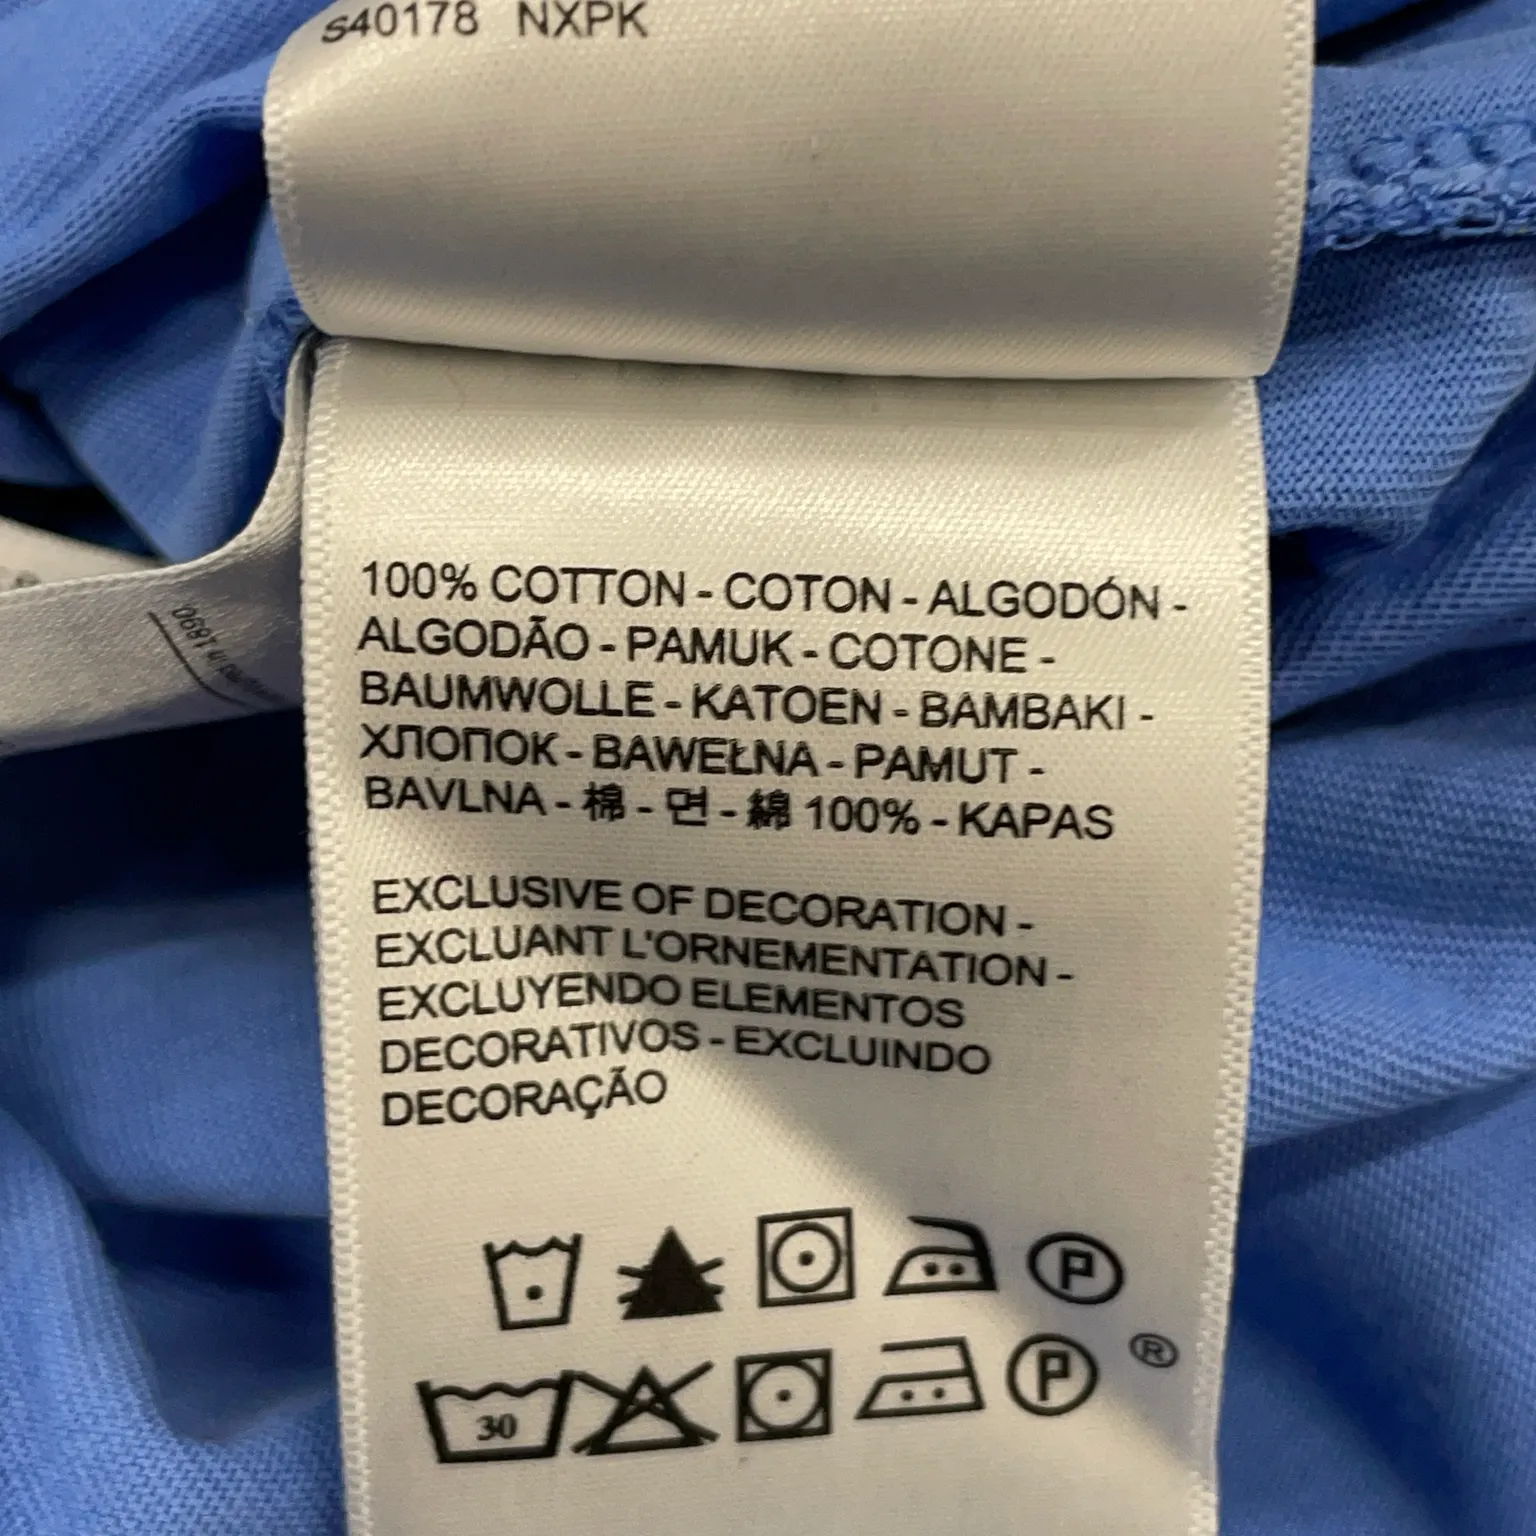 S40178 NXPK
0681
100% COTTON - COTON - ALGODÓN -
ALGODÃO - PAMUK - COTONE -
BAUMWOLLE - KATOEN - BAMBAKI -
ХЛОПОК - BAWEŁNA - PAMUT -
BAVLNA - 棉 - 면 - 綿 100% - KAPAS
EXCLUSIVE OF DECORATION -
EXCLUANT L'ORNEMENTATION -
EXCLUYENDO ELEMENTOS
DECORATIVOS - EXCLUINDO
DECORAÇÃO
P
30 P ®